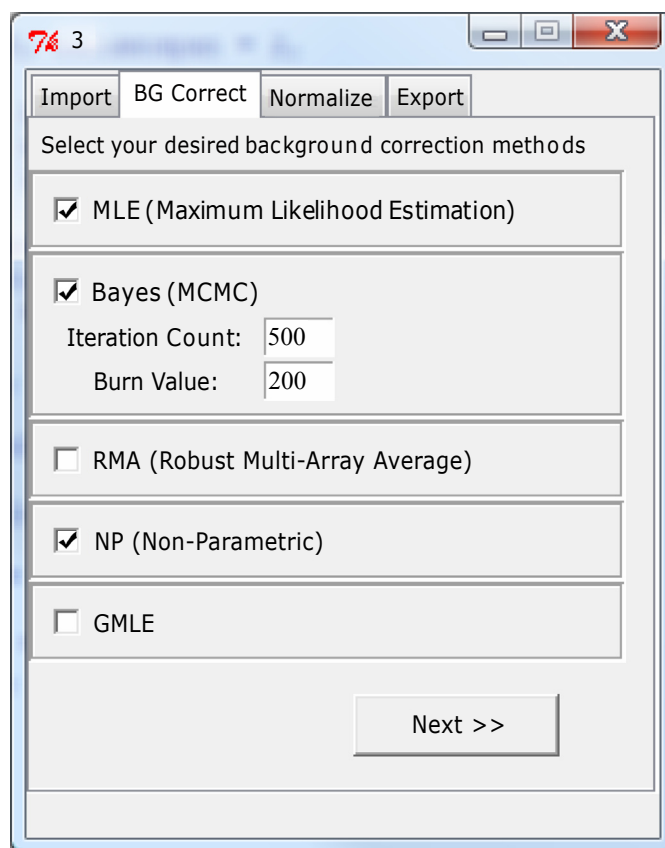 3
Import BG Correct Normalize Export
Select your desired background correction methods
MLE (Maximum Likelihood Estimation)
Bayes (MCMC)
Iteration Count: 500
Burn Value: 200
RMA (Robust Multi-Array Average)
NP (Non-Parametric)
GMLE
Next >>